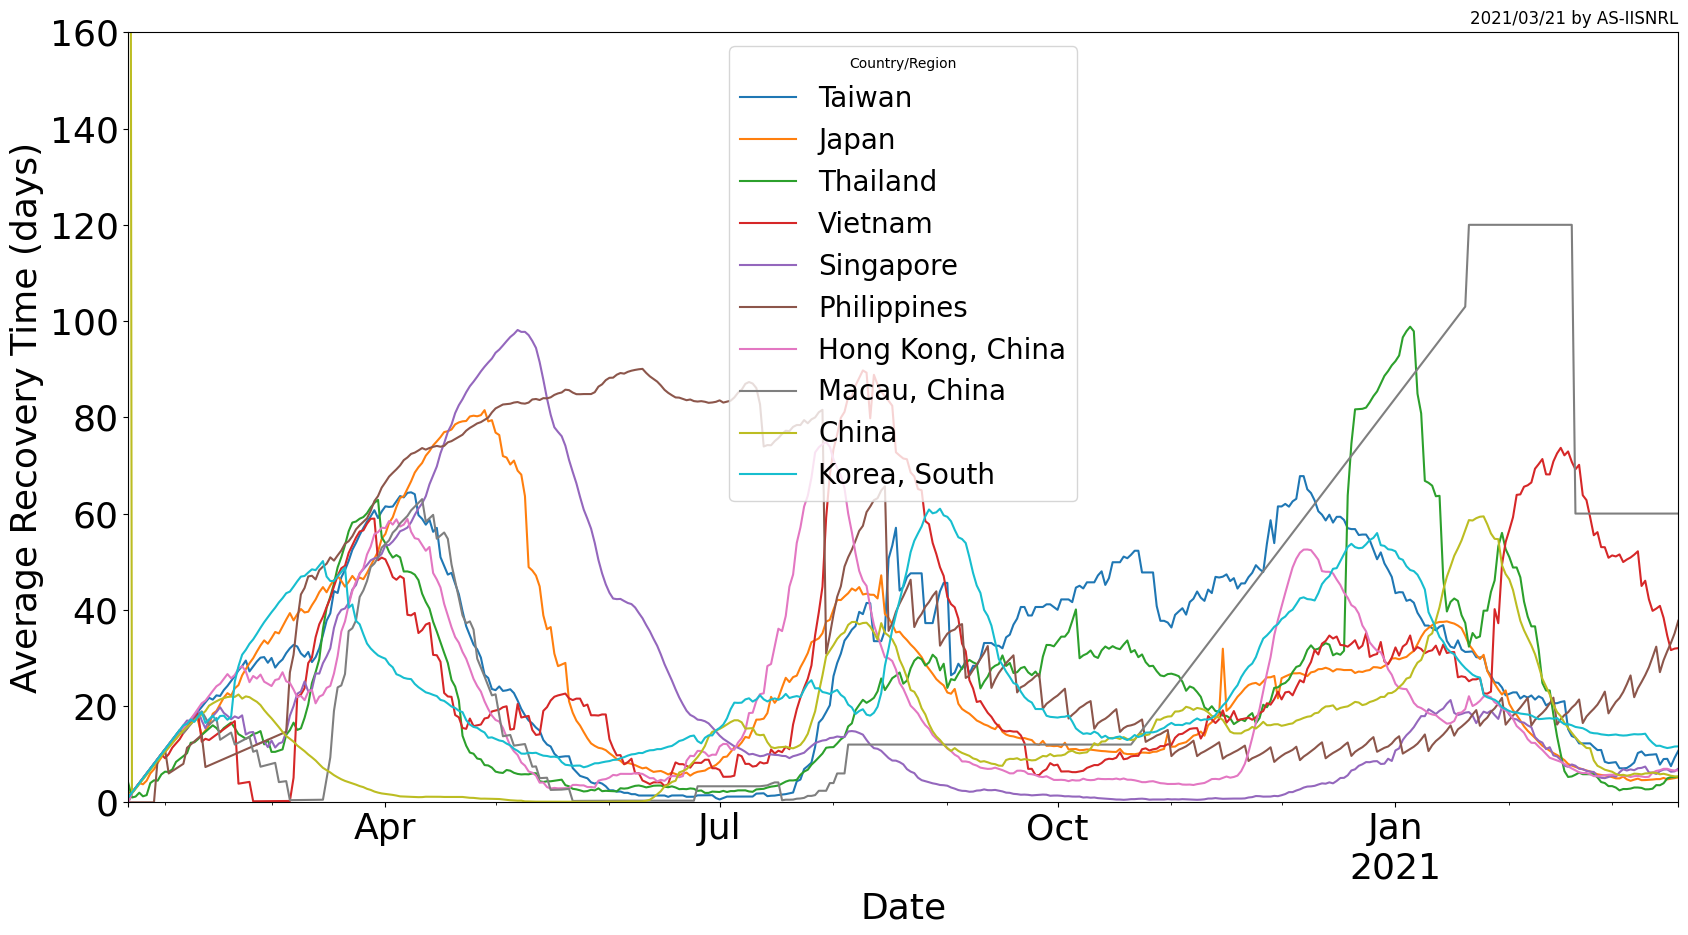 2021/03/21 by AS-IISNRL
160
140
120
100
80
60
40
20
0
Average Recovery Time (days)
Country/Region
Taiwan
Japan
Thailand
Vietnam
Singapore
Philippines
Hong Kong, China
Macau, China
China
Korea, South
Apr
Jul
Oct
Jan
2021
Date